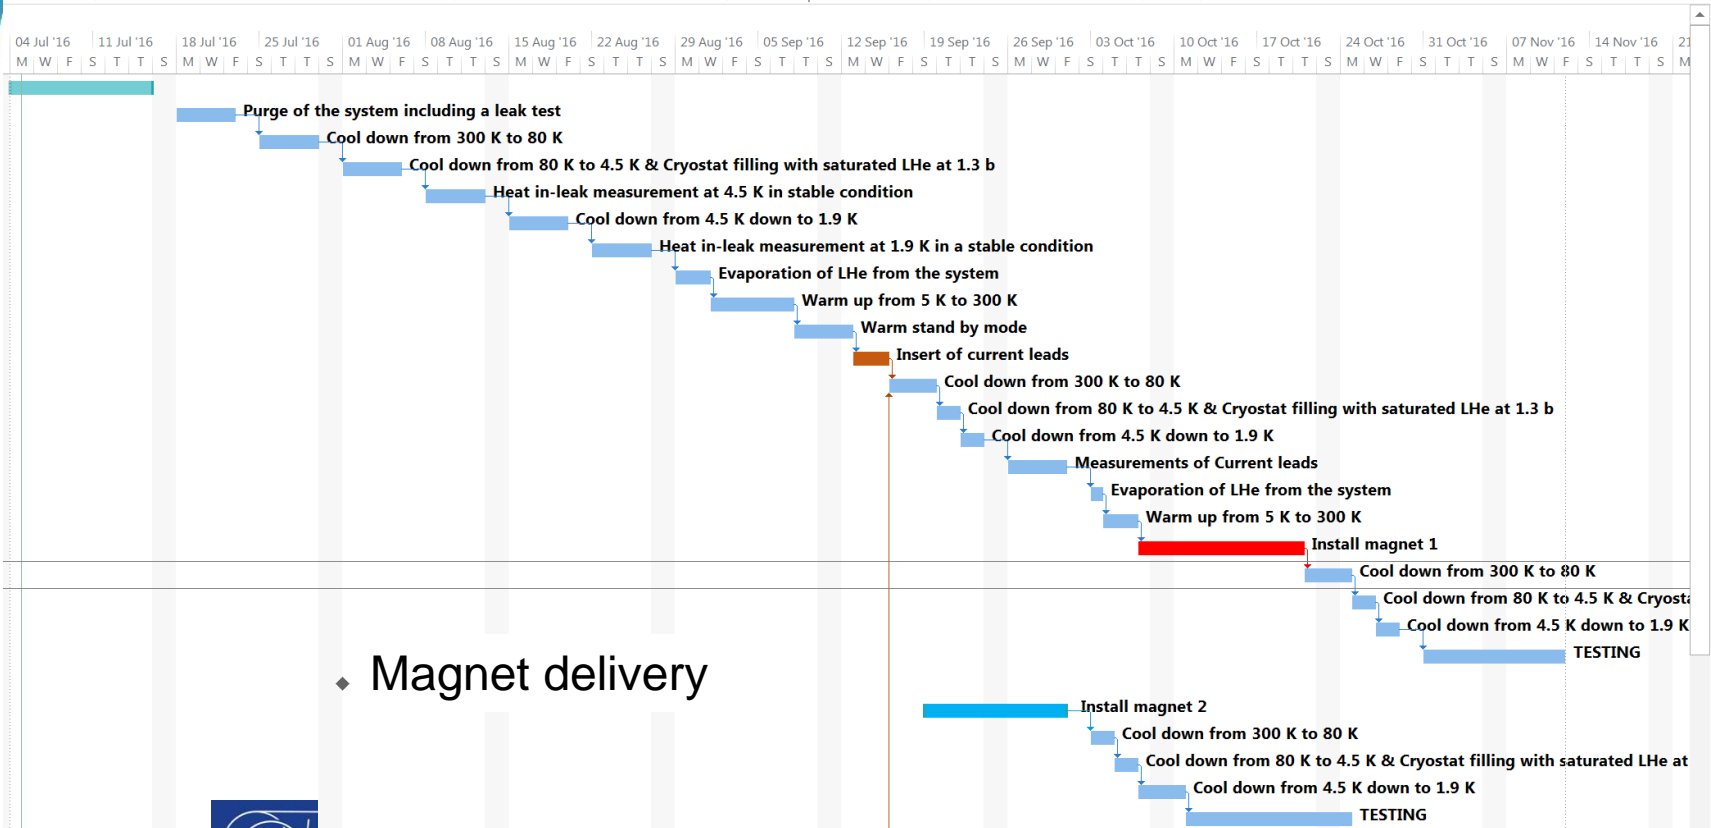 04 Jul '16 11 Jul '16 18 Jul '16 25 Jul '16 01 Aug '16 08 Aug '16 15 Aug '16 22 Aug '16 29 Aug '16 05 Sep '16 12 Sep '16 19 Sep '16 26 Sep '16 03 Oct '16 10 Oct '16 17 Oct '16 24 Oct '16 31 Oct '16 07 Nov '16 14 Nov '16 21
M W F S T T S M W F S T T S M W F S T T S M W F S T T S M W F S T T S M W F S T T S M W F S T T S M W F S T T S M W F S T T S M W F S T T S M
Purge of the system including a leak test
Cool down from 300 K to 80 K
Cool down from 80 K to 4.5 K & Cryostat filling with saturated LHe at 1.3 b
Heat in-leak measurement at 4.5 K in stable condition
Cool down from 4.5 K down to 1.9 K
Heat in-leak measurement at 1.9 K in a stable condition
Evaporation of LHe from the system
Warm up from 5 K to 300 K
Warm stand by mode
Insert of current leads
Cool down from 300 K to 80 K
Cool down from 80 K to 4.5 K & Cryostat filling with saturated LHe at 1.3 b
Cool down from 4.5 K down to 1.9 K
Measurements of Current leads
Evaporation of LHe from the system
Warm up from 5 K to 300 K
Install magnet 1
Cool down from 300 K to 80 K
Cool down from 80 K to 4.5 K & Cryosta
Cool down from 4.5 K down to 1.9 K
TESTING
Magnet delivery
Install magnet 2
Cool down from 300 K to 80 K
Cool down from 80 K to 4.5 K & Cryostat filling with saturated LHe at
Cool down from 4.5 K down to 1.9 K
TESTING